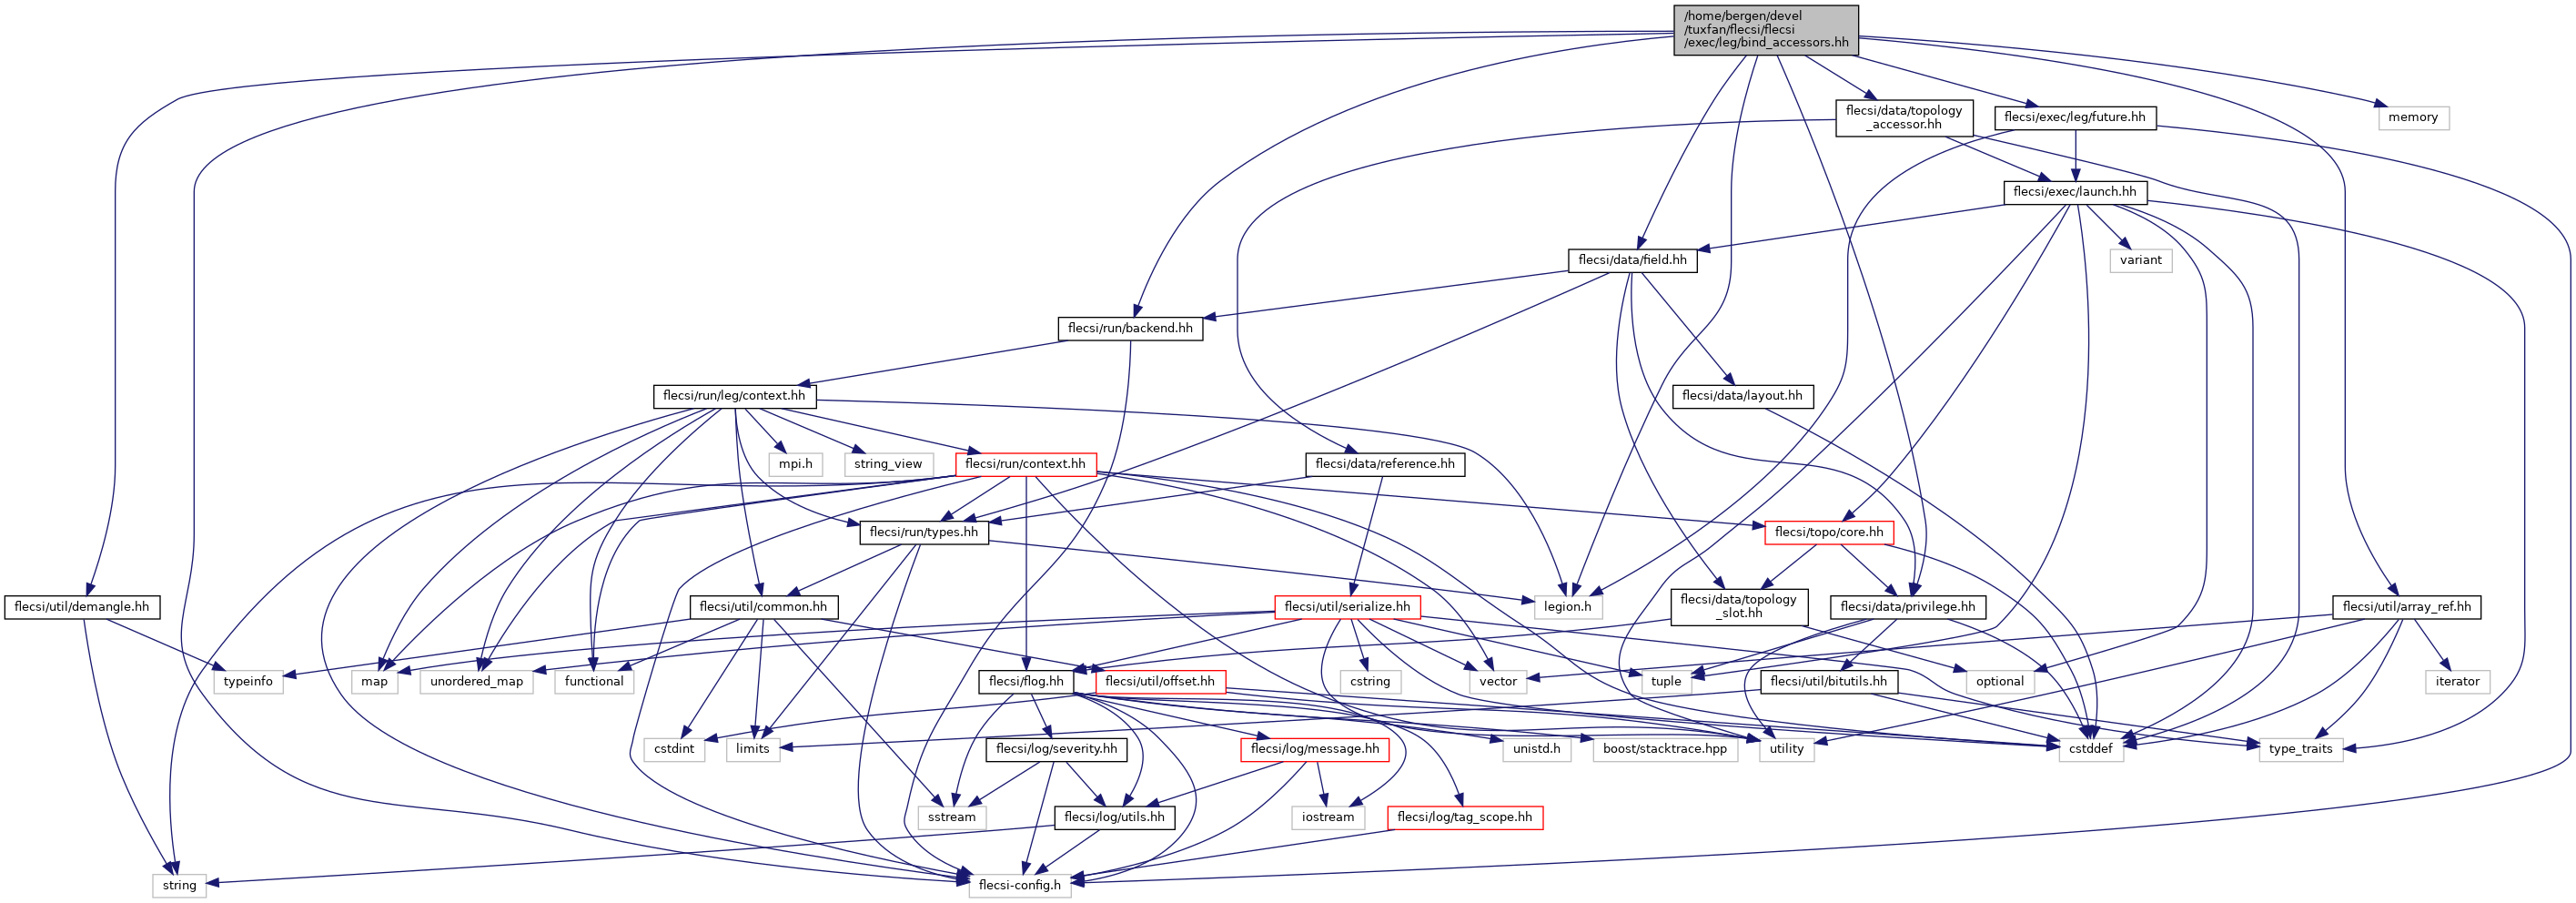 /home/bergen/devel
/tuxfan/flecsi/flecsi
/exec/leg/bind_accessors.hh
flecsi/data/topology
_accessor.hh
flecsi/exec/leg/future.hh
memory
flecsi/exec/launch.hh
flecsi/data/field.hh
variant
flecsi/run/backend.hh
flecsi/run/leg/context.hh
flecsi/data/layout.hh
mpi.h
string_view
flecsi/run/context.hh
flecsi/data/reference.hh
flecsi/run/types.hh
flecsi/topo/core.hh
flecsi/util/demangle.hh
flecsi/util/common.hh
flecsi/util/serialize.hh
legion.h
flecsi/data/topology
_slot.hh
flecsi/data/privilege.hh
flecsi/util/array_ref.hh
typeinfo
map
unordered_map
functional
flecsi/flog.hh
flecsi/util/offset.hh
cstring
vector
tuple
flecsi/util/bitutils.hh
optional
iterator
cstdint
limits
flecsi/log/severity.hh
flecsi/log/message.hh
unistd.h
boost/stacktrace.hpp
utility
cstddef
type_traits
sstream
flecsi/log/utils.hh
iostream
flecsi/log/tag_scope.hh
string
flecsi-config.h